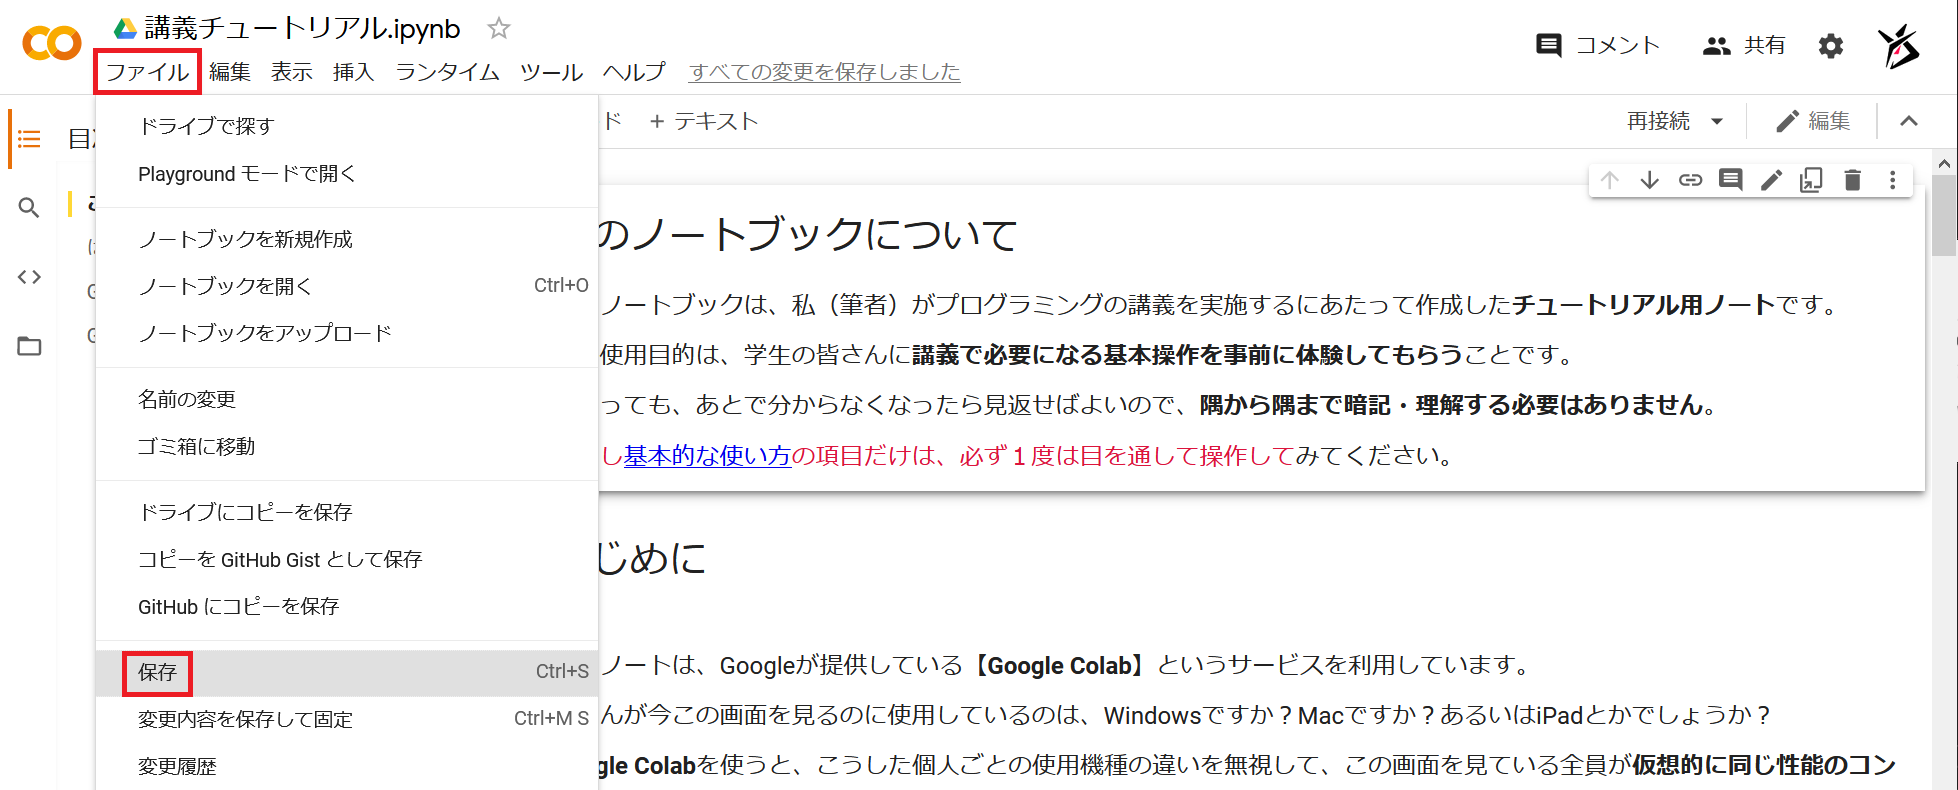 講義チュートリアル.ipynb
ファイル 編集 表示 挿入 ランタイム ツール ヘルプ すべての変更を保存しました
コメント 共有
ド + テキスト
再接続 編集
目次
ドライブで探す
Playground モードで開く
ノートブックを新規作成
ノートブックを開く Ctrl+O
ノートブックをアップロード
名前の変更
ゴミ箱に移動
ドライブにコピーを保存
コピーを GitHub Gist として保存
GitHub にコピーを保存
保存 Ctrl+S
変更内容を保存して固定 Ctrl+M S
変更履歴
のノートブックについて
ノートブックは、私（筆者）がプログラミングの講義を実施するにあたって作成したチュートリアル用ノートです。
使用目的は、学生の皆さんに講義で必要になる基本操作を事前に体験してもらうことです。
っても、あとで分からなくなったら見返せばよいので、隅から隅まで暗記・理解する必要はありません。
し基本的な使い方の項目だけは、必ず１度は目を通して操作してみてください。
じめに
ノートは、Googleが提供している【Google Colab】というサービスを利用しています。
んが今この画面を見るのに使用しているのは、Windowsですか？Macですか？あるいはiPadとかでしょうか？
gle Colabを使うと、こうした個人ごとの使用機種の違いを無視して、この画面を見ている全員が仮想的に同じ性能のコン